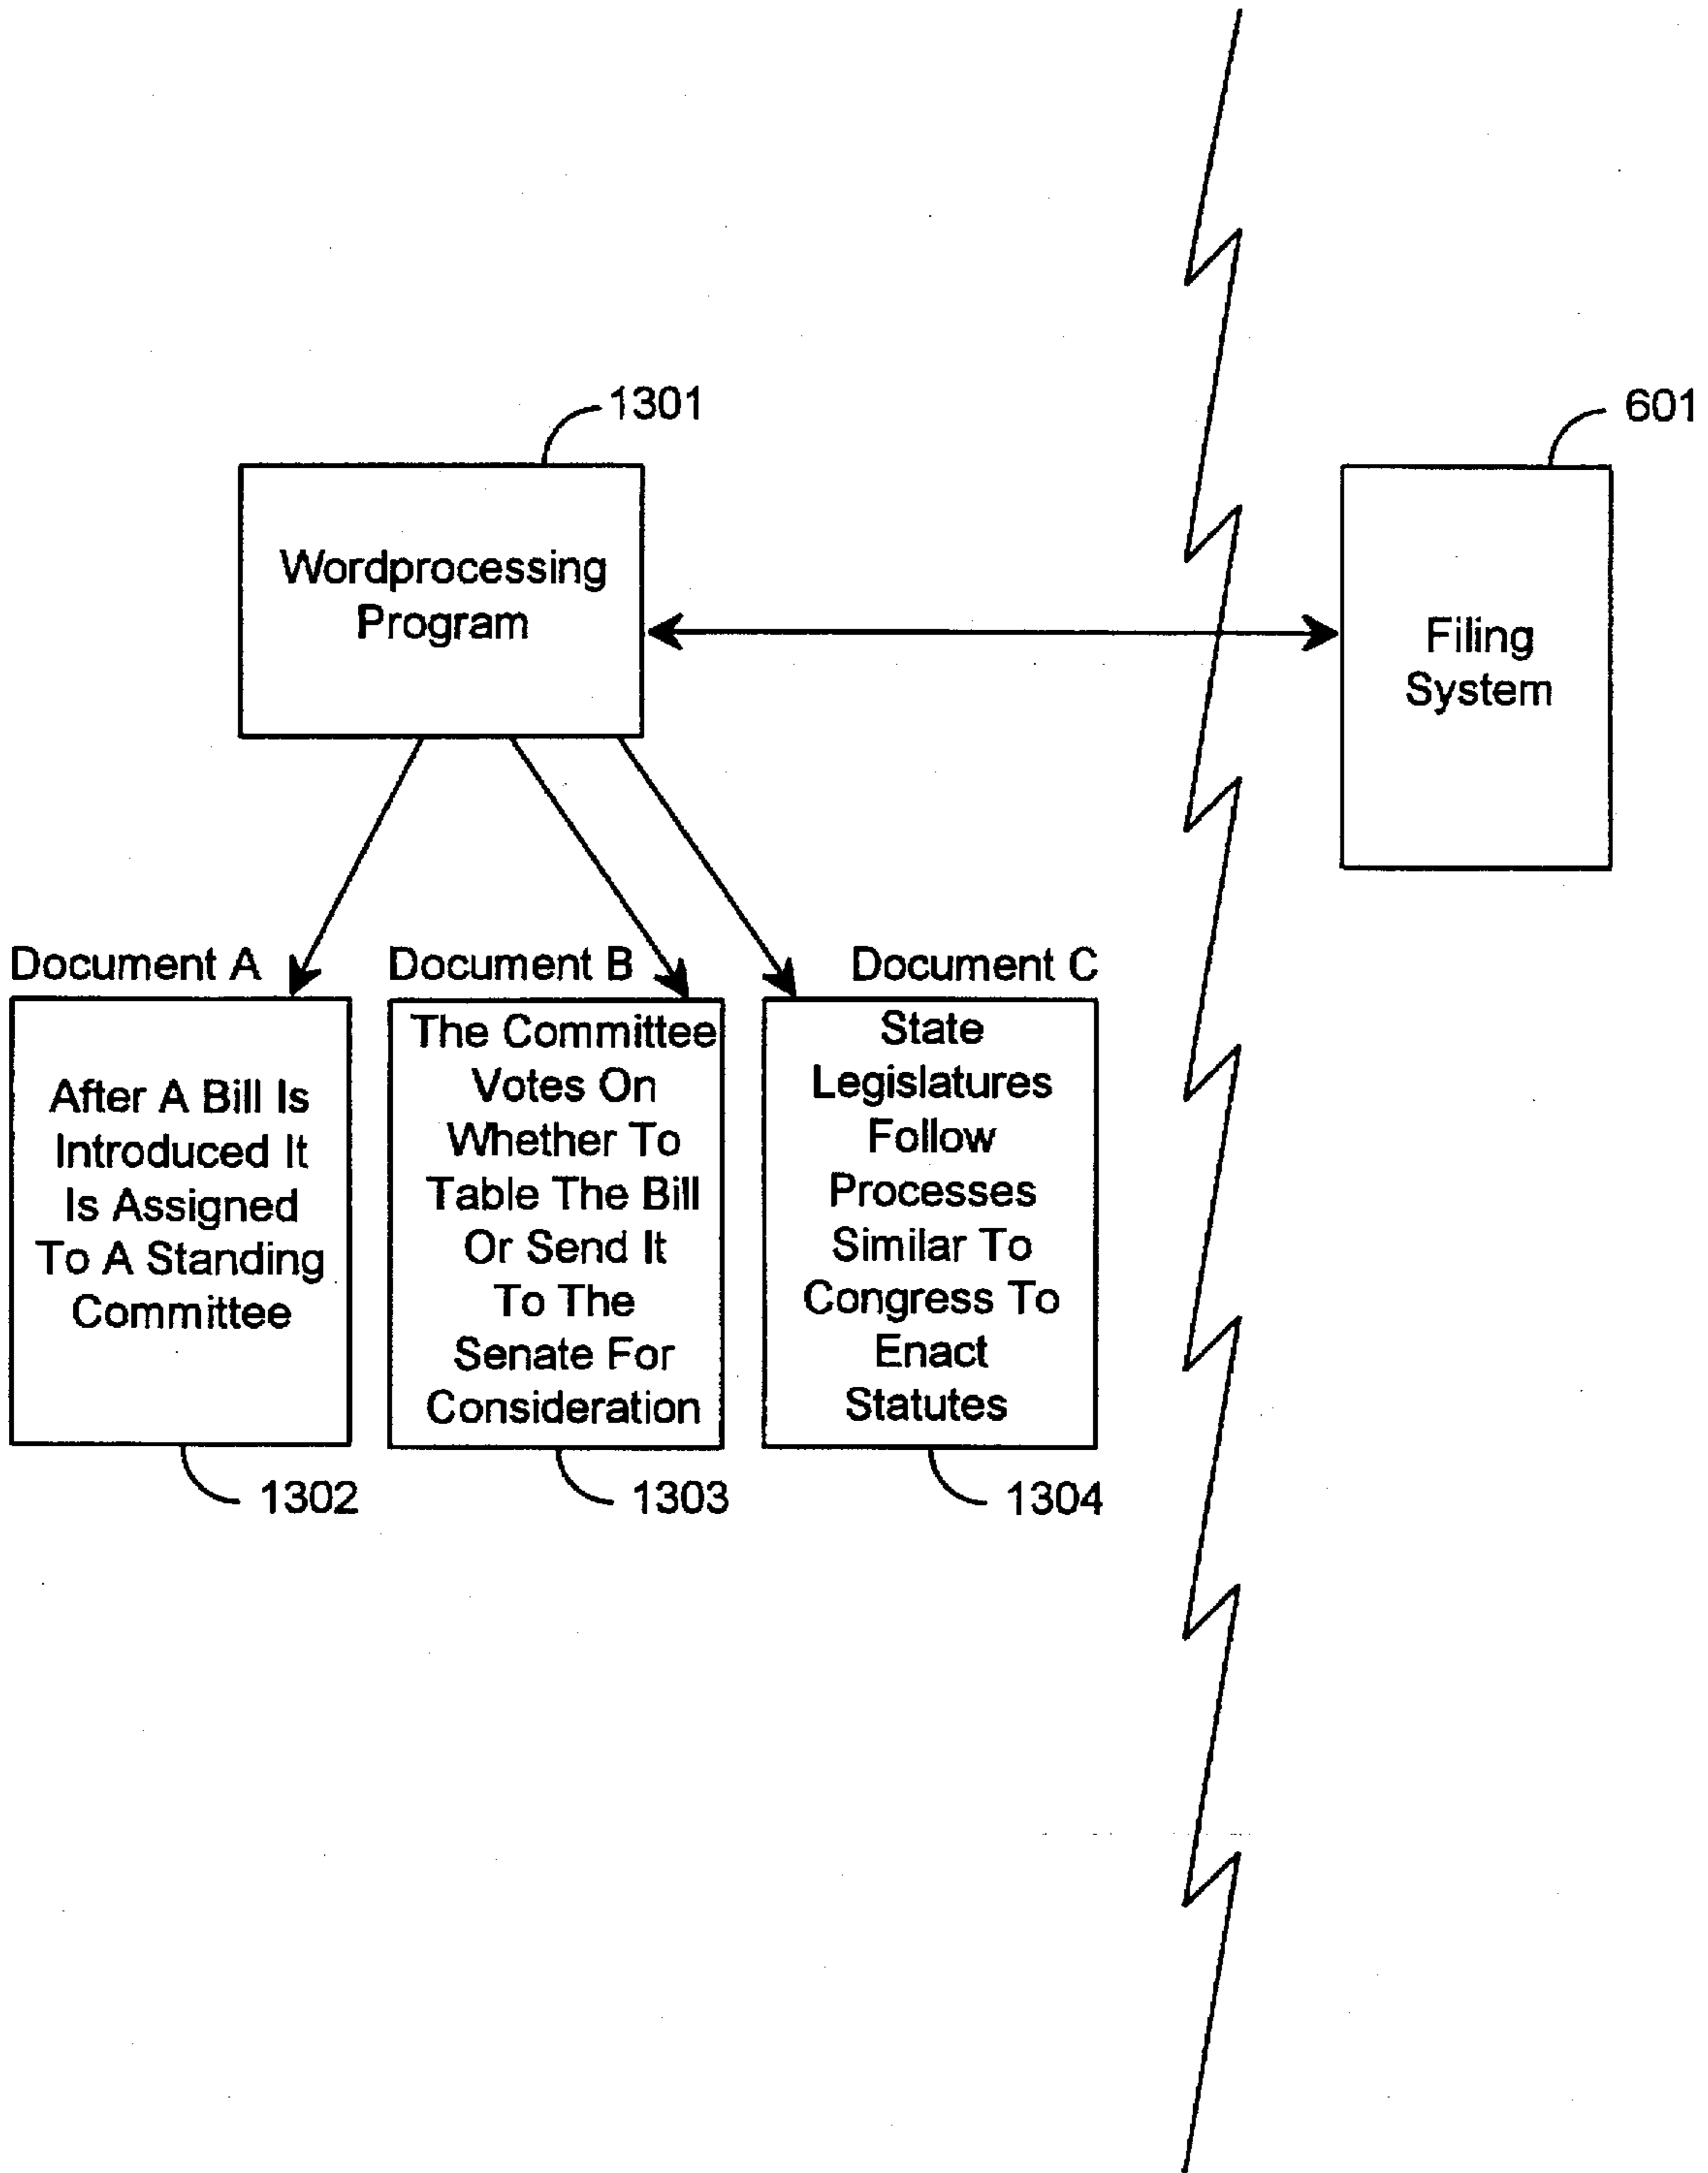 1301
601
Wordprocessing
Program
Filing
System
Document A
After A Bill Is
Introduced It
Is Assigned
To A Standing
Committee
1302
Document B
The Committee
Votes On
Whether To
Table The Bill
Or Send It
To The
Senate For
Consideration
1303
Document C
State
Legislatures
Follow
Processes
Similar To
Congress To
Enact
Statutes
1304